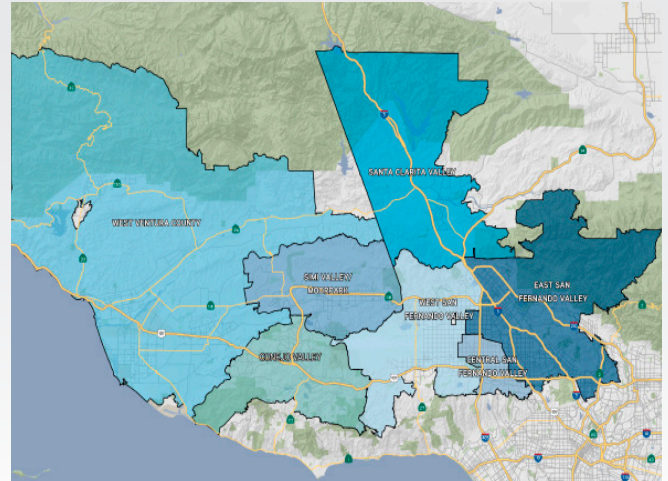 SANTA CLARITA VALLEY
WEST VENTURA COUNTY
SIMI VALLEY/
MOORPARK
EAST SAN
FERNANDO VALLEY
WEST SAN
FERNANDO VALLEY
CONEJO VALLEY
CENTRAL SAN
FERNANDO VALLEY